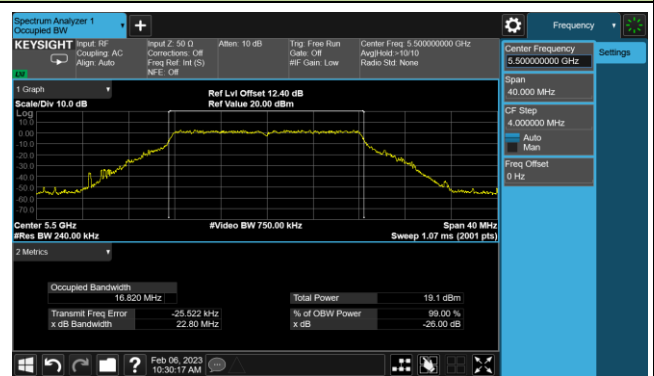 Spectrum Analyzer 1
Occupied BW
Frequency
KEYSIGHT
Input: RF
Coupling: AC
Align: Auto
Input Z: 50 Ω
Corrections: Off
Freq Ref: Int (S)
NFE: Off
Atten: 10 dB
Trig: Free Run
Gate: Off
#IF Gain: Low
Center Freq: 5.500000000 GHz
Avg|Hold:>10/10
Radio Std: None
Center Frequency
5.500000000 GHz
Settings
Span
40.000 MHz
CF Step
4.000000 MHz
Auto
Man
Freq Offset
0 Hz
1 Graph
Scale/Div 10.0 dB
Ref Lvl Offset 12.40 dB
Ref Value 20.00 dBm
Log
10.0
0.00
-10.0
-20.0
-30.0
-40.0
-50.0
-60.0
-70.0
Center 5.5 GHz
#Res BW 240.00 kHz
#Video BW 750.00 kHz
Span 40 MHz
Sweep 1.07 ms (2001 pts)
2 Metrics
Occupied Bandwidth
16.820 MHz
Total Power 19.1 dBm
Transmit Freq Error -25.522 kHz
% of OBW Power 99.00 %
x dB Bandwidth 22.80 MHz
x dB -26.00 dB
?
Feb 06, 2023
10:30:17 AM